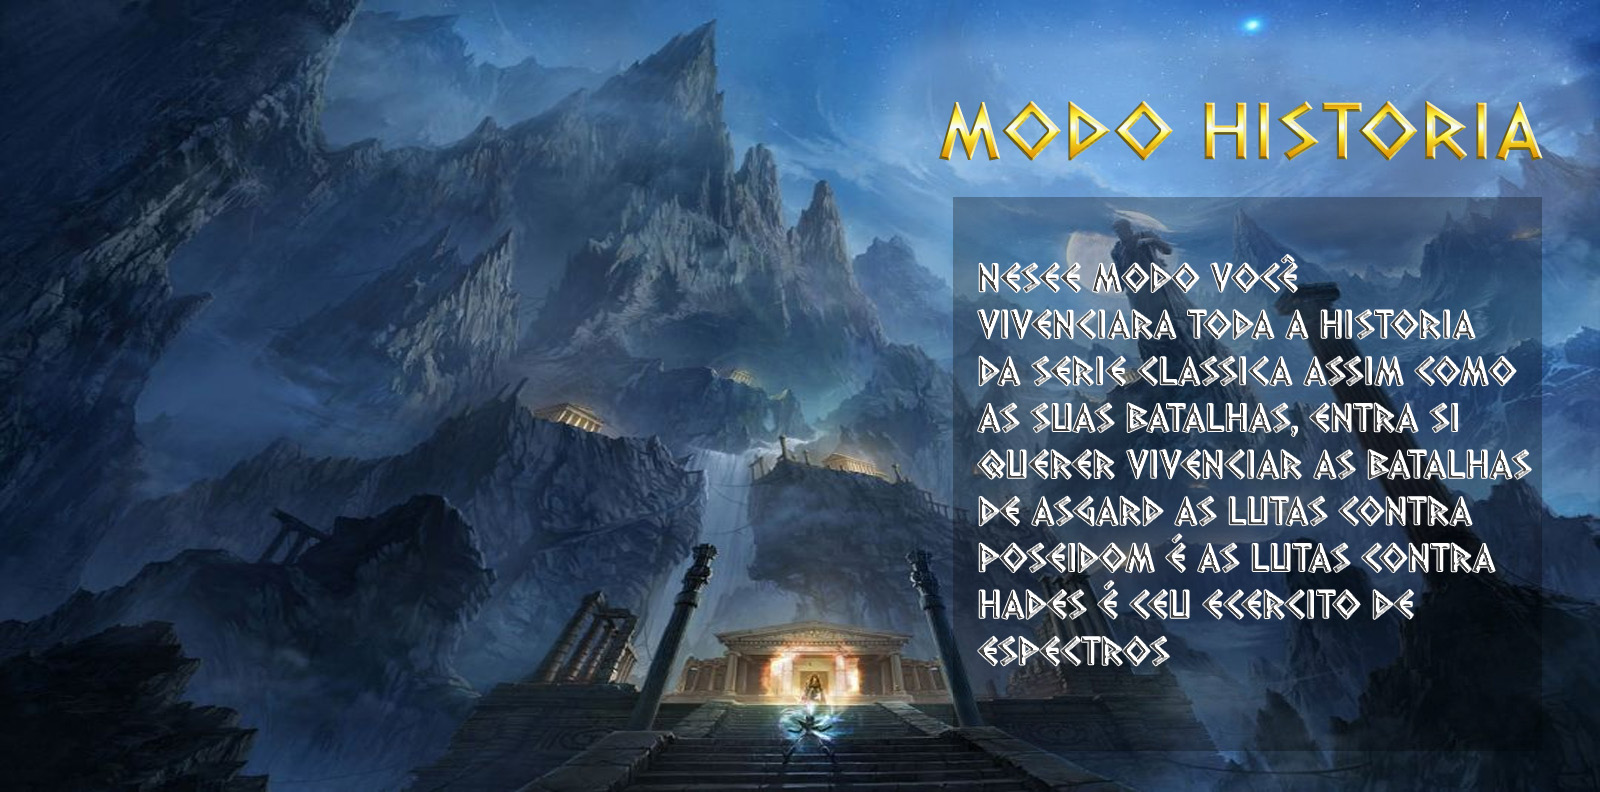 MODO HISTORIA
NESEE MODO VOCÊ
VIVENCIARA TODA A HISTORIA
DA SERIE CLASSICA ASSIM COMO
AS SUAS BATALHAS, ENTRA SI
QUERER VIVENCIAR AS BATALHAS
DE ASGARD AS LUTAS CONTRA
POSEIDOM É AS LUTAS CONTRA
HADES É CEU ECERCITO DE
ESPECTROS